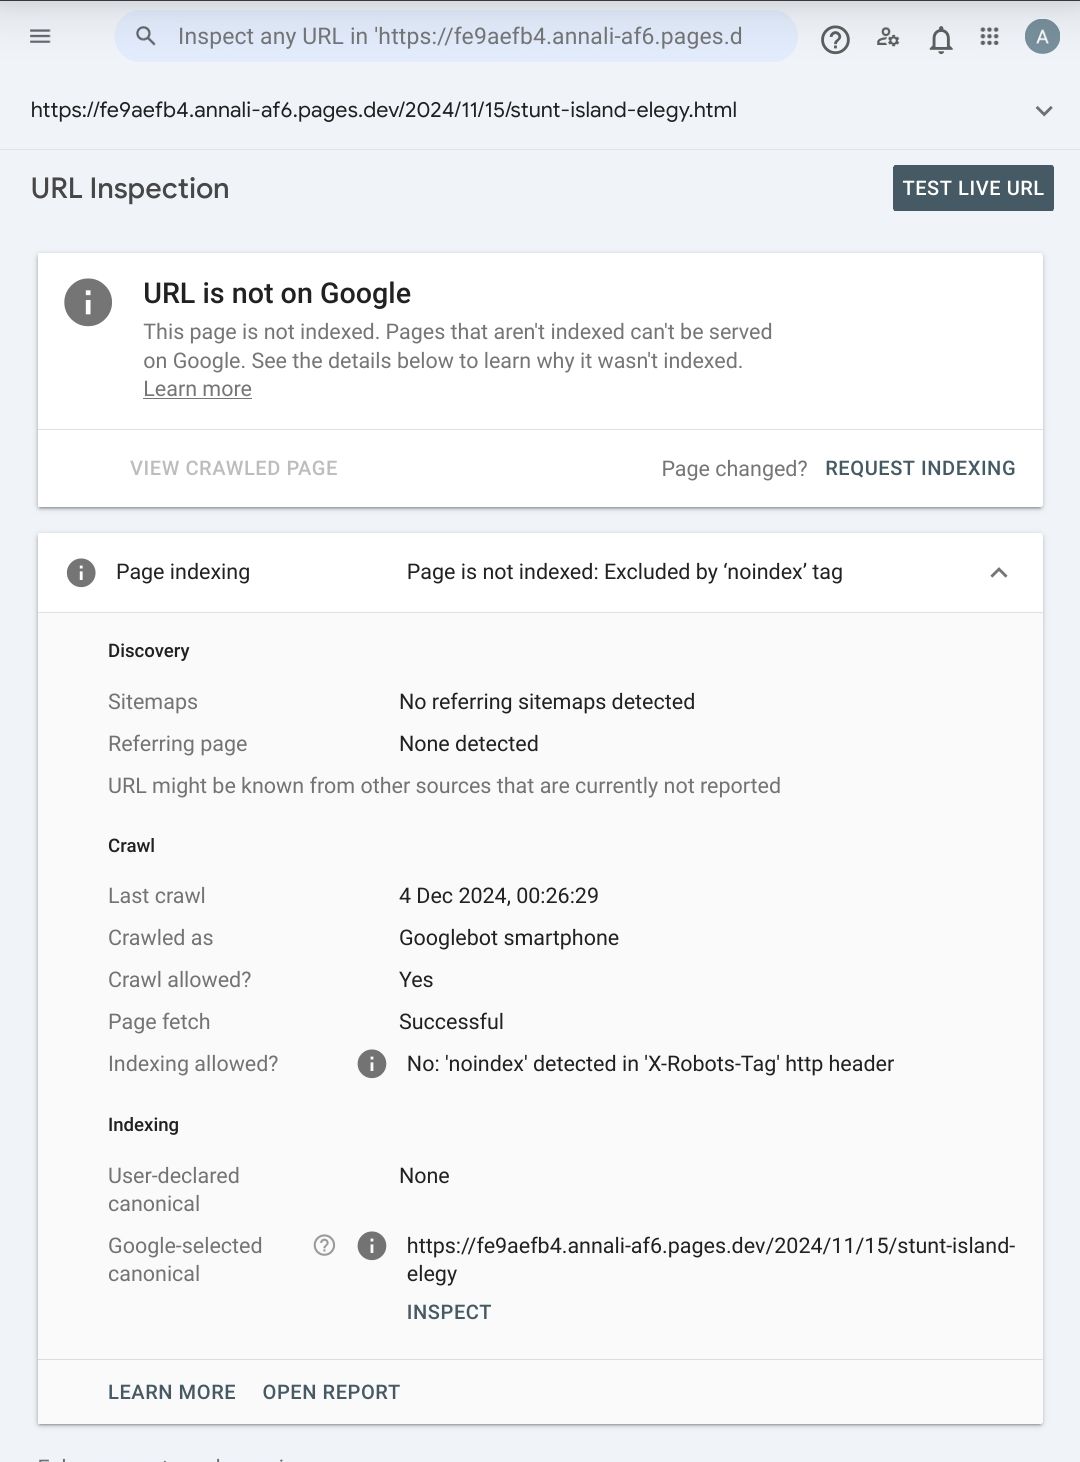 Inspect any URL in 'https://fe9aefb4.annali-af6.pages.d
A
https://fe9aefb4.annali-af6.pages.dev/2024/11/15/stunt-island-elegy.html
URL Inspection
TEST LIVE URL
URL is not on Google
This page is not indexed. Pages that aren't indexed can't be served
on Google. See the details below to learn why it wasn't indexed.
Learn more
VIEW CRAWLED PAGE
Page changed? REQUEST INDEXING
Page indexing
Page is not indexed: Excluded by ‘noindex’ tag
Discovery
Sitemaps
No referring sitemaps detected
Referring page
None detected
URL might be known from other sources that are currently not reported
Crawl
Last crawl
4 Dec 2024, 00:26:29
Crawled as
Googlebot smartphone
Crawl allowed?
Yes
Page fetch
Successful
Indexing allowed?
No: 'noindex' detected in 'X-Robots-Tag' http header
Indexing
User-declared
canonical
None
Google-selected
canonical
https://fe9aefb4.annali-af6.pages.dev/2024/11/15/stunt-island-
elegy
INSPECT
LEARN MORE
OPEN REPORT